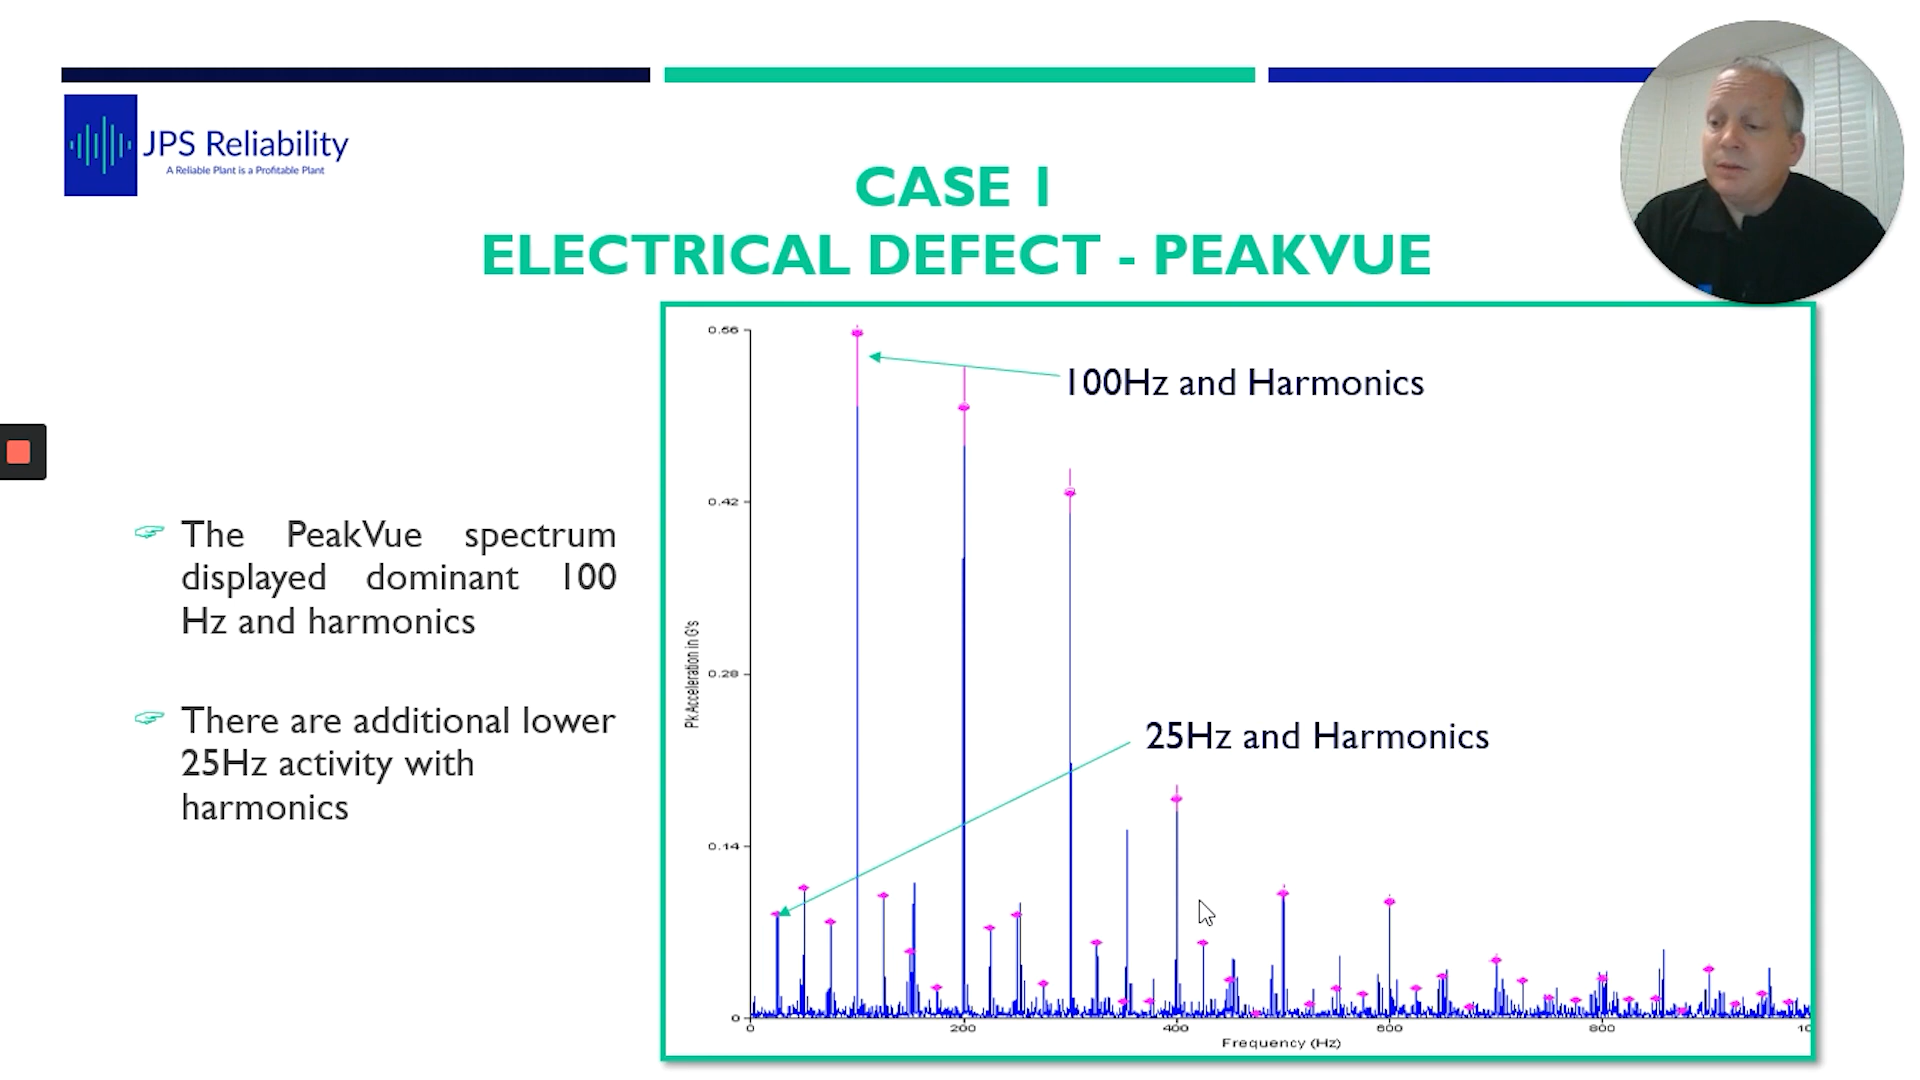 JPS Reliability
A Reliable Plant is a Profitable Plant
CASE 1
ELECTRICAL DEFECT - PEAKVUE
The PeakVue spectrum
displayed dominant 100
Hz and harmonics
There are additional lower
25Hz activity with
harmonics
0.56
100Hz and Harmonics
0.42
PkAcceleration in G's
0.28
25Hz and Harmonics
0.14
0
0 200 400 600 800 10
Frequency (Hz)